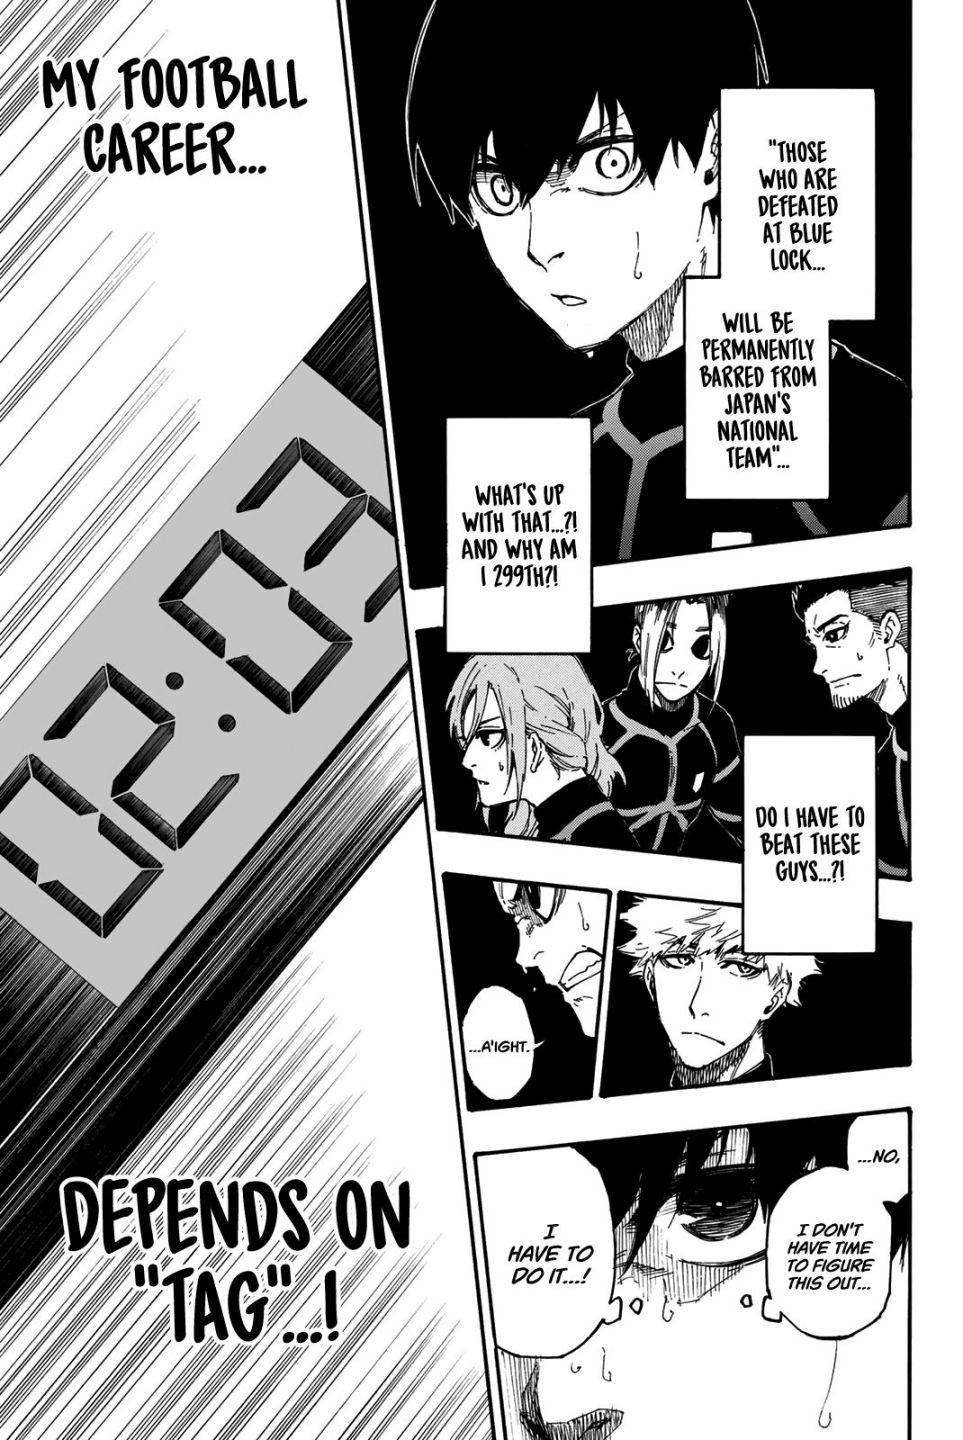 "THOSE
WHO ARE
DEFEATED
AT BLUE
LOCK...
WILL BE
PERMANENTLY
BARRED FROM
JAPAN'S
NATIONAL
TEAM"...
WHAT'S UP
WITH THAT...?!
AND WHY AM
I 299TH?!
DO I HAVE TO
BEAT THESE
GUYS...?!
...A'IGHT.
...NO,
I DON'T
HAVE TIME
TO FIGURE
THIS OUT...
I
HAVE TO
DO IT...!
MY FOOTBALL
CAREER...
02:03
DEPENDS ON
"TAG"...!